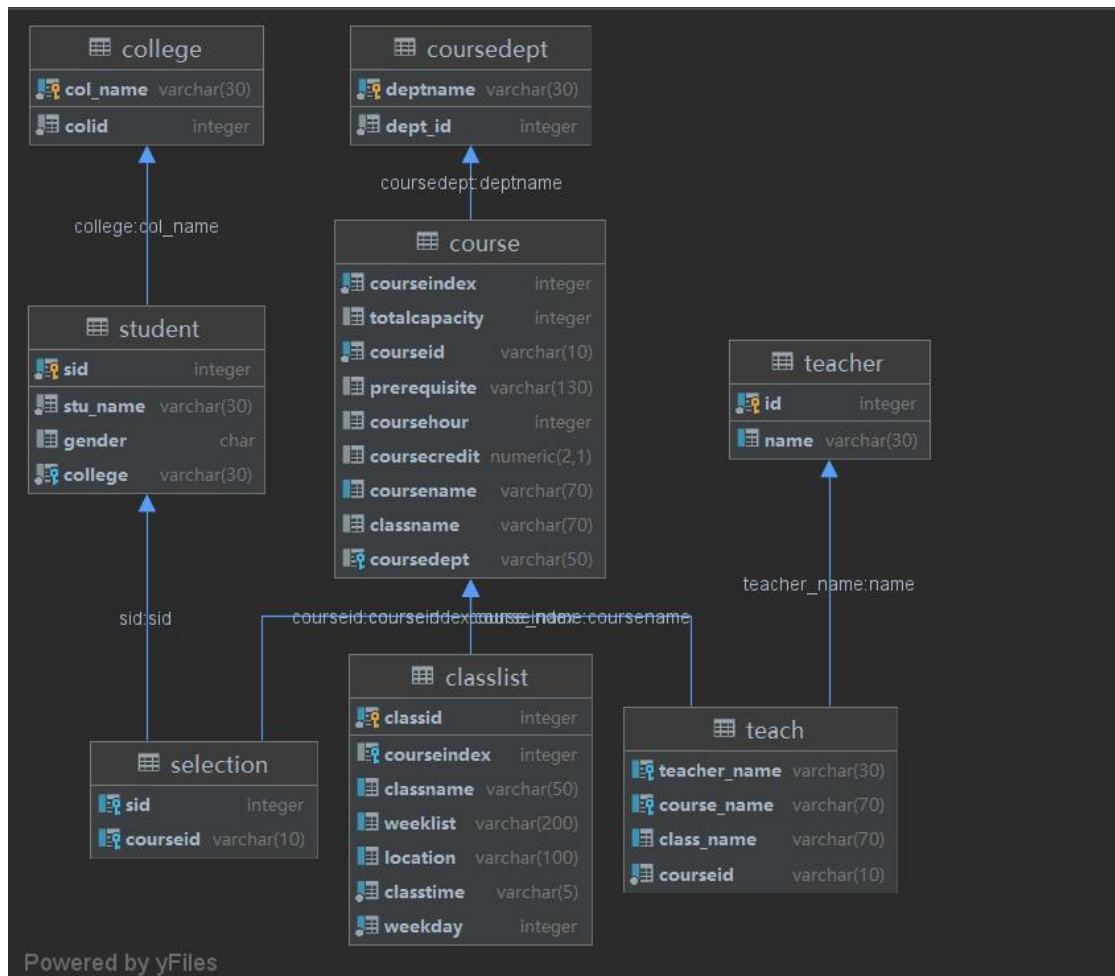 college
col_name varchar(30)
colid integer
coursedept
deptname varchar(30)
dept_id integer
coursedept:deptname
college:col_name
course
courseindex integer
totalcapacity integer
courseid varchar(10)
prerequisite varchar(130)
coursehour integer
coursecredit numeric(2,1)
coursename varchar(70)
classname varchar(70)
coursedept varchar(50)
student
sid integer
stu_name varchar(30)
gender char
college varchar(30)
teacher
id integer
name varchar(30)
teacher_name:name
sid:sid
courseid:courseindex:coursename
classlist
classid integer
courseindex integer
classname varchar(50)
weeklist varchar(200)
location varchar(100)
classtime varchar(5)
weekday integer
selection
sid integer
courseid varchar(10)
teach
teacher_name varchar(30)
course_name varchar(70)
class_name varchar(70)
courseid varchar(10)
Powered by yFiles